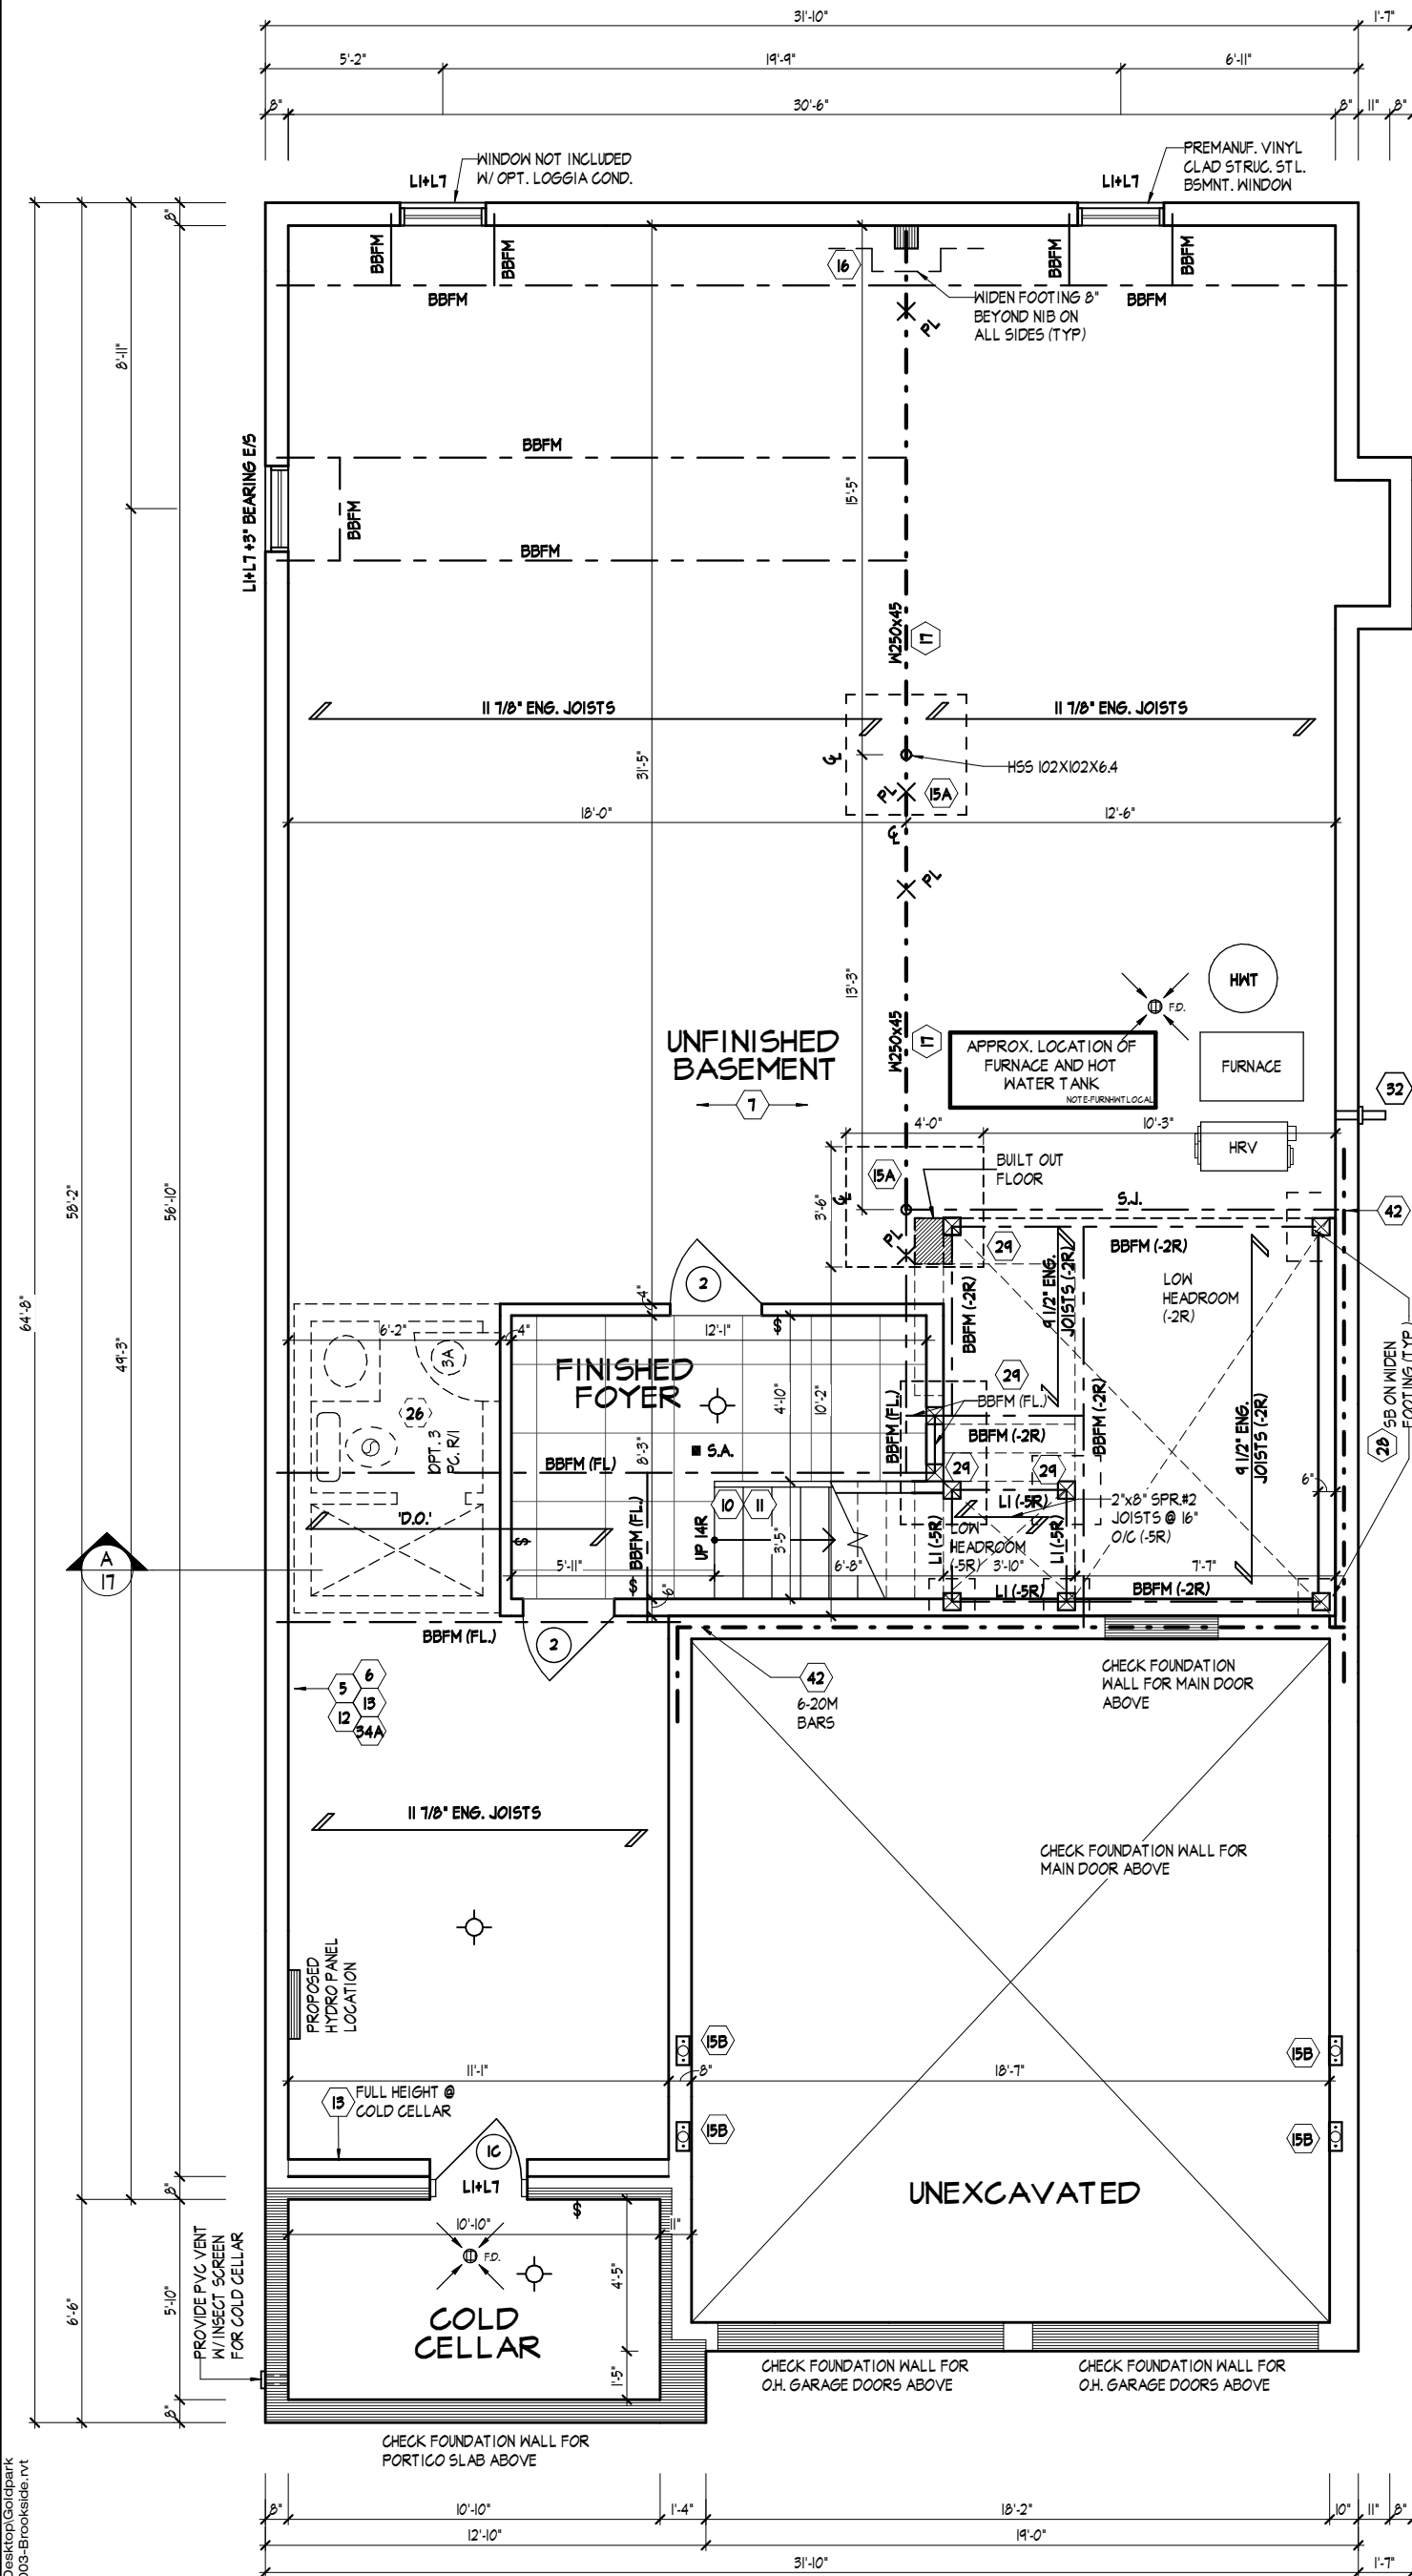 31'-10"
1'-7"
5'-2"
19'-9"
6'-11"
8"
30'-6"
8"
11"
8"
WINDOW NOT INCLUDED
W/ OPT. LOGGIA COND.
PREMANUF. VINYL
CLAD STRUC. STL.
BSMNT. WINDOW
L1+L7
L1+L7
8"
BBFM
BBFM
BBFM
BBFM
BBFM
BBFM
16
WIDEN FOOTING 8"
BEYOND NIB ON
ALL SIDES (TYP)
PL
8'-11"
L1+L7 +3" BEARING E/S
BBFM
BBFM
BBFM
15'-5"
W250x45
17
11 7/8" ENG. JOISTS
11 7/8" ENG. JOISTS
31'-5"
HSS 102X102X6.4
PL
15A
18'-0"
12'-6"
PL
13'-3"
HWT
F.D.
UNFINISHED
BASEMENT
7
W250x45
17
APPROX. LOCATION OF
FURNACE AND HOT
WATER TANK
NOTE-FURNHWTLOCAL
FURNACE
32
4'-0"
10'-3"
HRV
58'-2"
56'-10"
64'-8"
49'-3"
15A
BUILT OUT
FLOOR
3'-6"
S.J.
42
PL
29
BBFM (-2R)
9 1/2" ENG.
JOISTS (-2R)
LOW
HEADROOM
(-2R)
BBFM (-2R)
2
4"
6'-2"
4"
12'-1"
$
3A
FINISHED
FOYER
26
OPT. 3
PC. R/I
4'-10"
10'-2"
8'-3"
S.A.
BBFM (FL)
BBFM (FL.)
BBFM (FL.)
29
BBFM (-2R)
BBFM (-2R)
9 1/2" ENG.
JOISTS (-2R)
28
SB ON WIDEN
FOOTING (TYP.)
6"
29
29
L1 (-5R)
2"x8" SPR.#2
JOISTS @ 16"
O/C (-5R)
'D.O.'
$
BBFM (FL.)
$
10
11
UP 14R
3'-5"
LOW
HEADROOM
(-5R)
L1 (-5R)
L1 (-5R)
5'-11"
6'-8"
3'-10"
7'-7"
L1 (-5R)
BBFM (-2R)
6"
A
17
BBFM (FL.)
2
5
6
12
13
34A
42
6-20M
BARS
CHECK FOUNDATION
WALL FOR MAIN DOOR
ABOVE
11 7/8" ENG. JOISTS
CHECK FOUNDATION WALL FOR
MAIN DOOR ABOVE
PROPOSED
HYDRO PANEL
LOCATION
15B
15B
11'-1"
8"
18'-7"
13
FULL HEIGHT @
COLD CELLAR
15B
15B
1C
L1+L7
$
UNEXCAVATED
8"
10'-10"
11"
F.D.
4'-5"
COLD
CELLAR
1'-5"
6'-6"
5'-10"
8"
PROVIDE PVC VENT
W/ INSECT SCREEN
FOR COLD CELLAR
CHECK FOUNDATION WALL FOR
O.H. GARAGE DOORS ABOVE
CHECK FOUNDATION WALL FOR
O.H. GARAGE DOORS ABOVE
CHECK FOUNDATION WALL FOR
PORTICO SLAB ABOVE
Desktop\Goldpark
003-Brookside.rvt
8"
10'-10"
1'-4"
18'-2"
10"
11"
8"
12'-10"
19'-0"
31'-10"
1'-7"